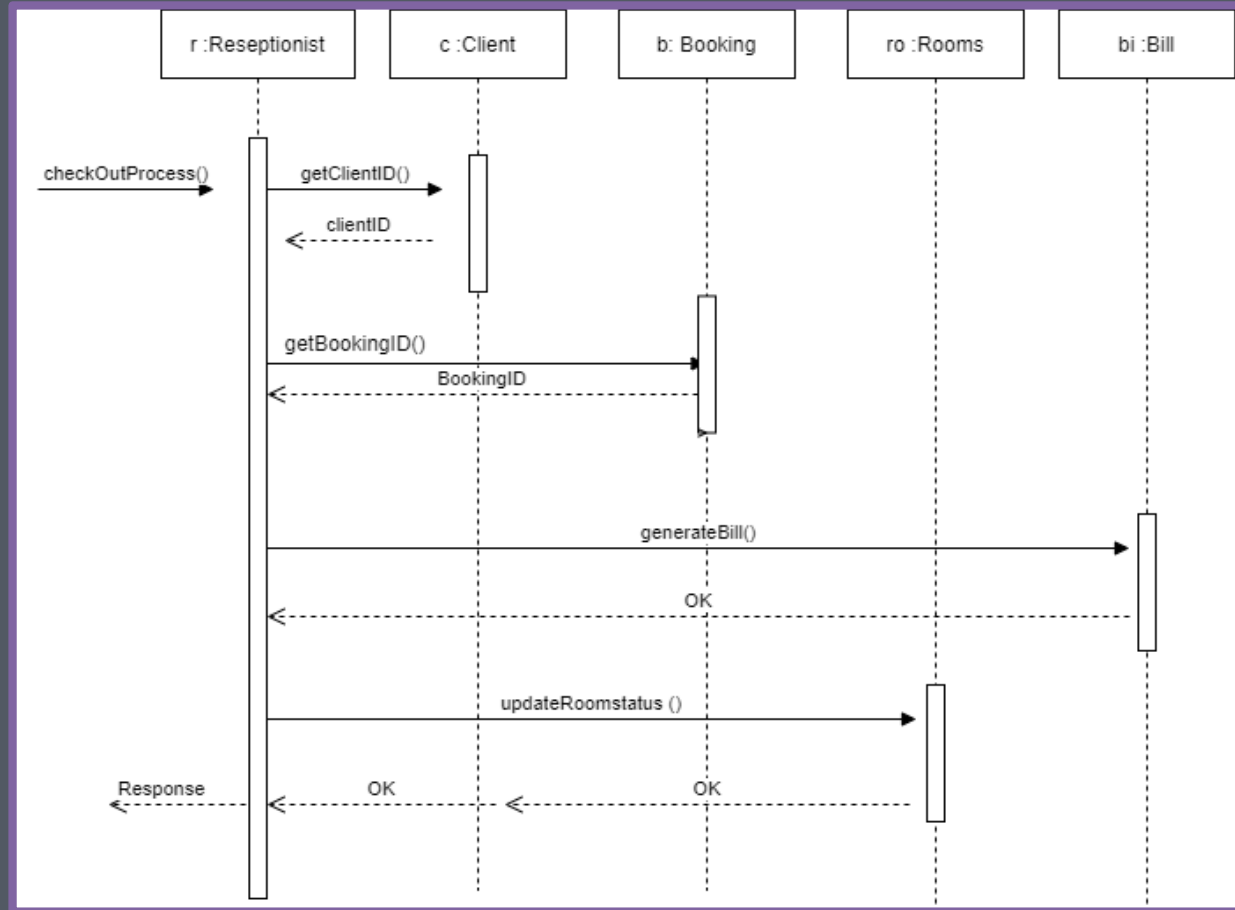 r :Reseptionist
c :Client
b: Booking
ro :Rooms
bi :Bill
checkOutProcess()
getClientID()
clientID
getBookingID()
BookingID
generateBill()
OK
updateRoomstatus ()
Response
OK
OK